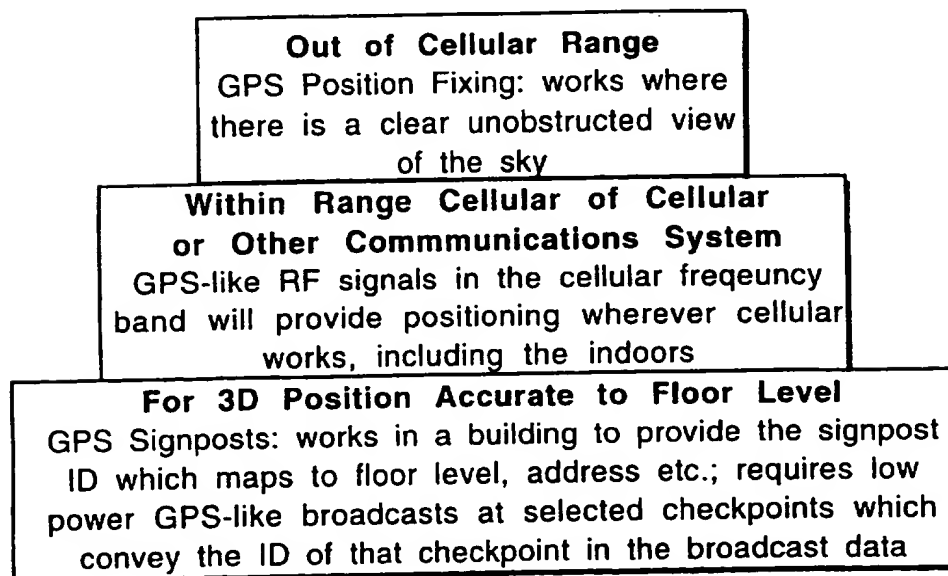 Out of Cellular Range
GPS Position Fixing: works where
there is a clear unobstructed view
of the sky
Within Range Cellular of Cellular
or Other Commmunications System
GPS-like RF signals in the cellular freqeuncy
band will provide positioning wherever cellular
works, including the indoors
For 3D Position Accurate to Floor Level
GPS Signposts: works in a building to provide the signpost
ID which maps to floor level, address etc.; requires low
power GPS-like broadcasts at selected checkpoints which
convey the ID of that checkpoint in the broadcast data